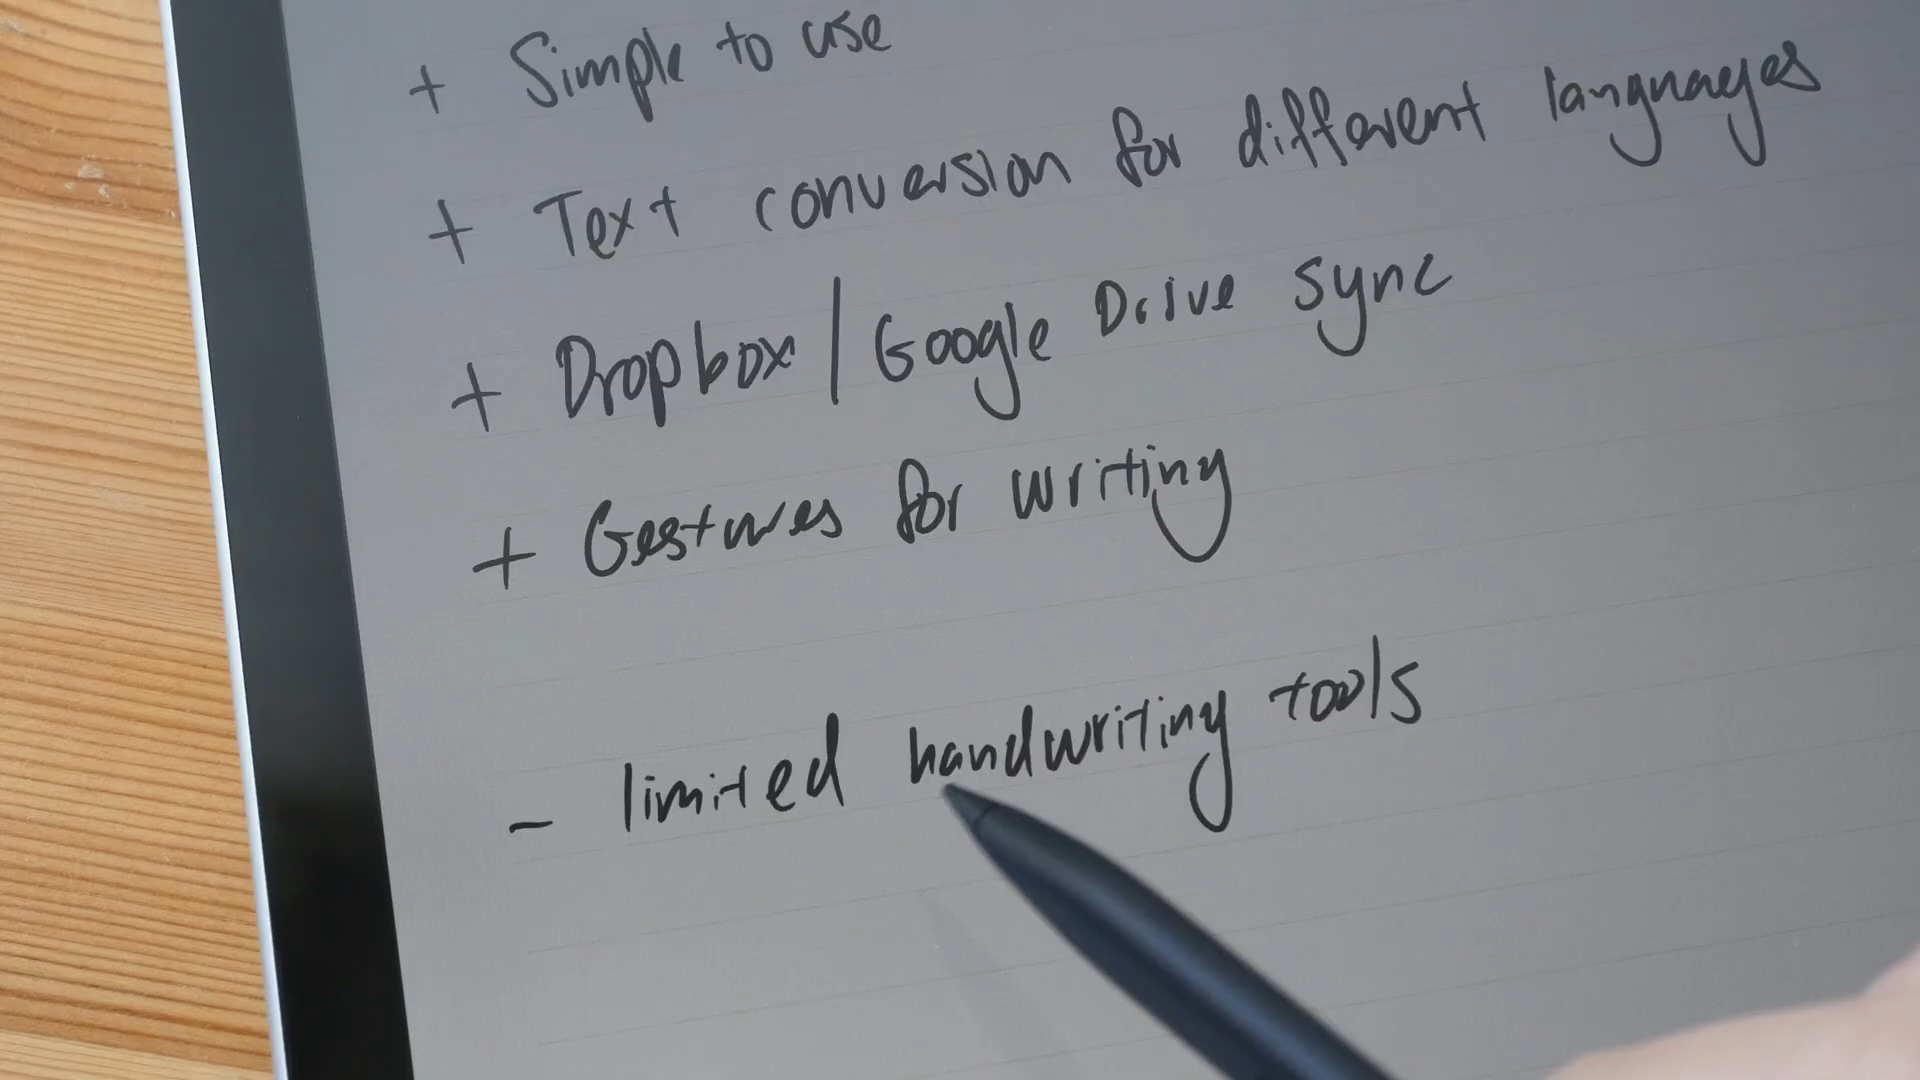 + Simple to use
+ Text conversion for different languages
+ Dropbox/Google Drive sync
+ Gestures for writing
- limited handwriting tools